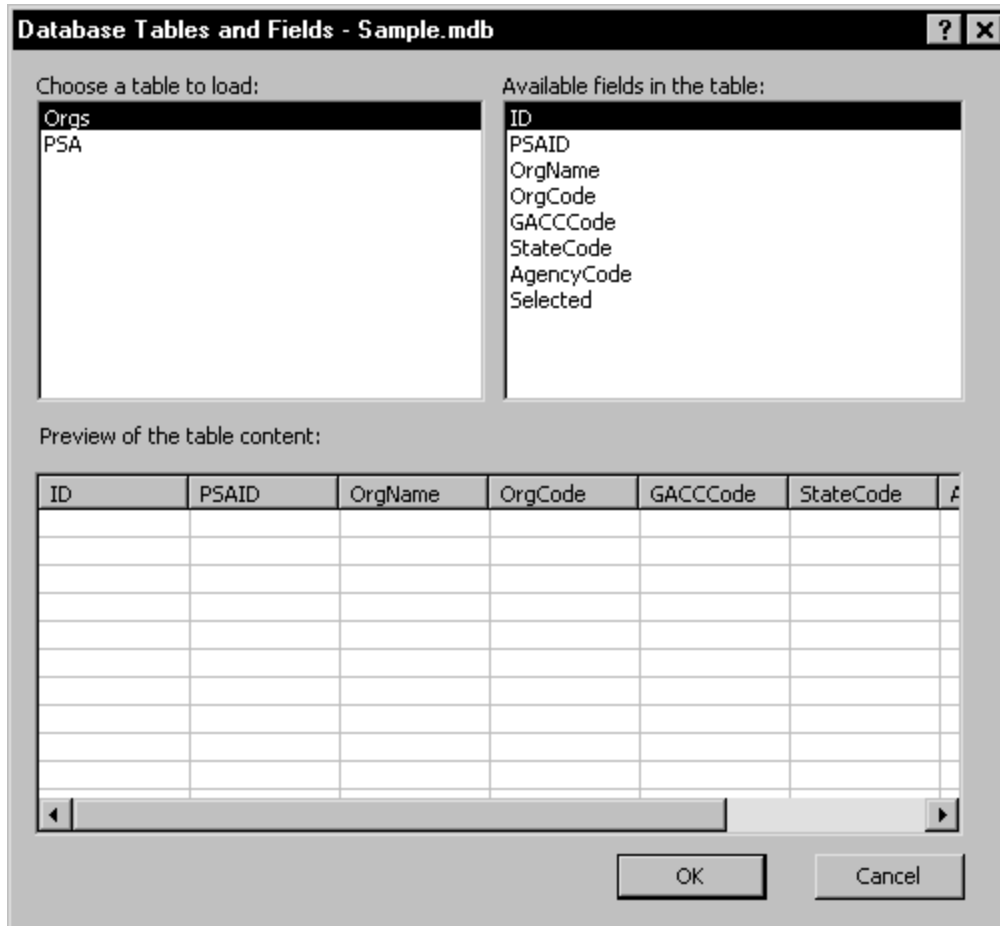 Database Tables and Fields - Sample.mdb
Choose a table to load:
Orgs
PSA
Available fields in the table:
ID
PSAID
OrgName
OrgCode
GACCCode
StateCode
AgencyCode
Selected
Preview of the table content:
ID PSAID OrgName OrgCode GACCCode StateCode
OK Cancel